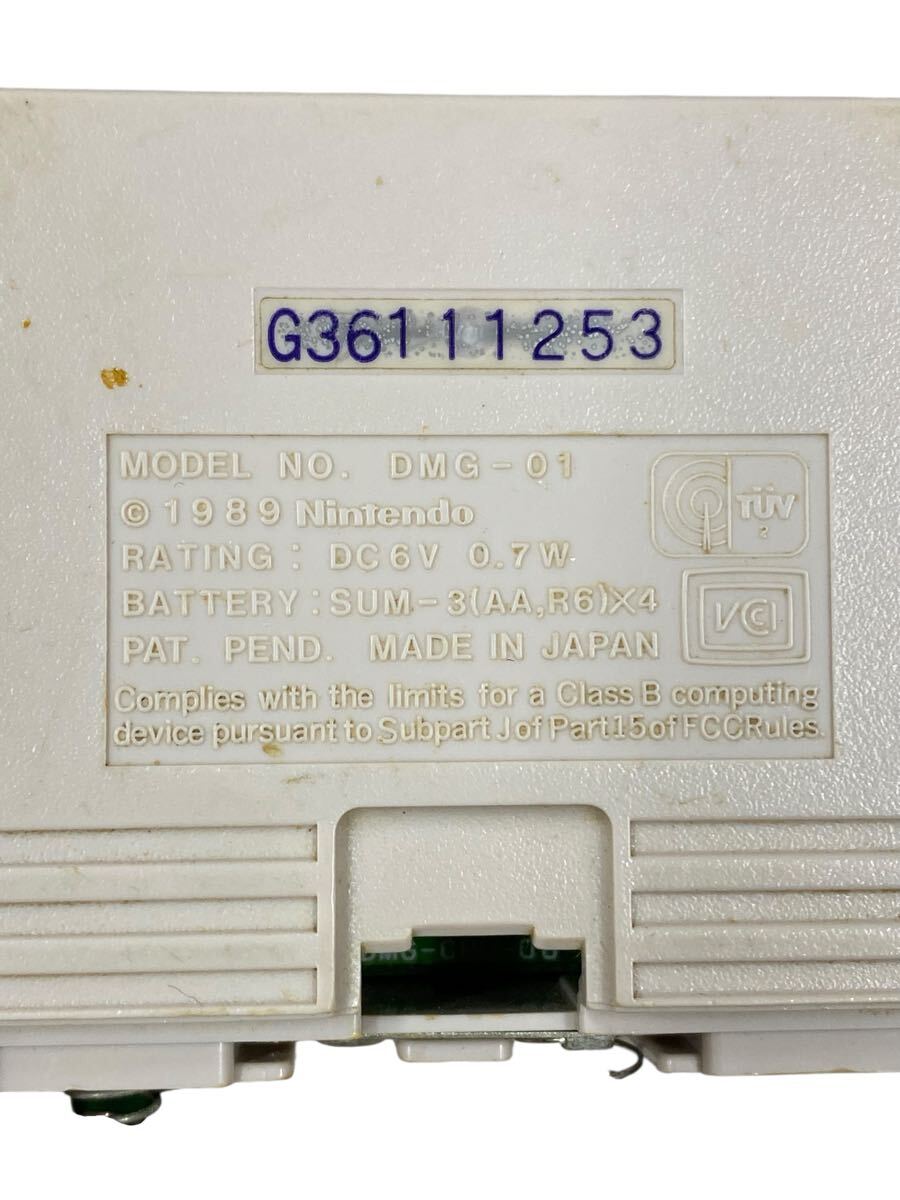 G36111253
MODEL NO. DMG-01
© 1989 Nintendo
RATING : DC6V 0.7W
BATTERY : SUM-3(AA,R6)×4
PAT. PEND. MADE IN JAPAN
TÜV
VCI
Complies with the limits for a Class B computing
device pursuant to Subpart J of Part 15 of FCC Rules